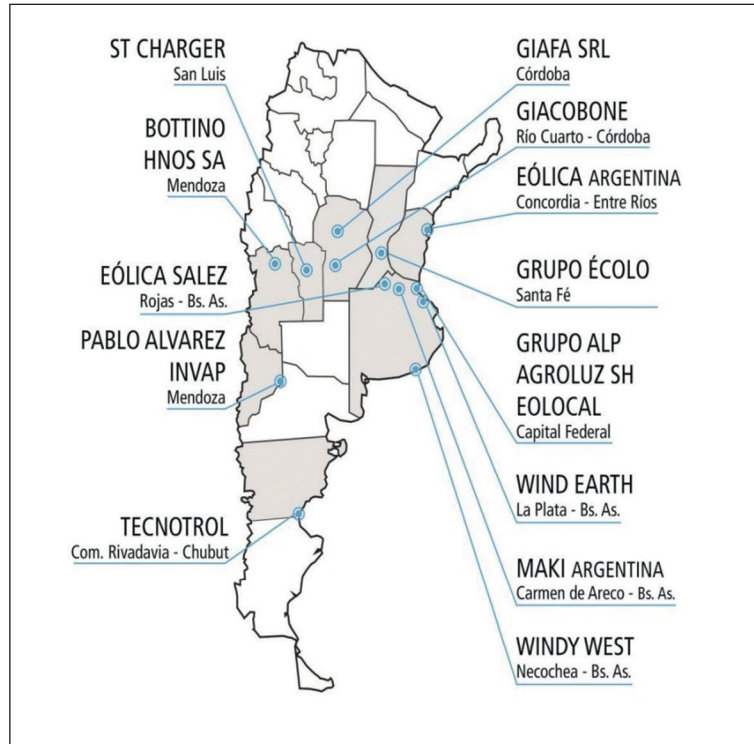 ST CHARGER
San Luis
BOTTINO
HNOS SA
Mendoza
EÓLICA SALEZ
Rojas - Bs. As.
PABLO ALVAREZ
INVAP
Mendoza
TECNOTROL
Com. Rivadavia - Chubut
GIAFA SRL
Córdoba
GIACOBONE
Río Cuarto - Córdoba
EÓLICA ARGENTINA
Concordia - Entre Ríos
GRUPO ÉCOLO
Santa Fé
GRUPO ALP
AGROLUZ SH
EOLOCAL
Capital Federal
WIND EARTH
La Plata - Bs. As.
MAKI ARGENTINA
Carmen de Areco - Bs. As.
WINDY WEST
Necochea - Bs. As.